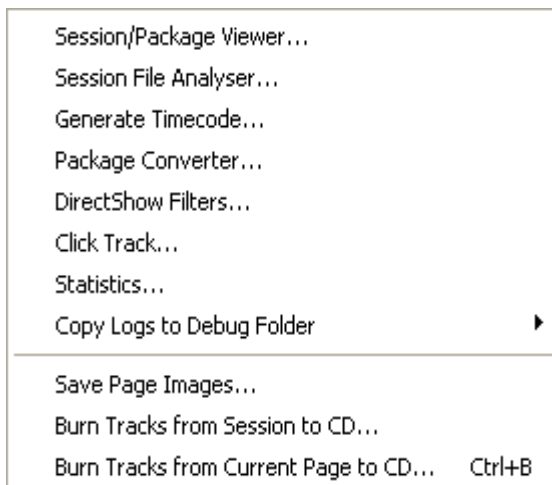 Session/Package Viewer...
Session File Analyser...
Generate Timecode...
Package Converter...
DirectShow Filters...
Click Track...
Statistics...
Copy Logs to Debug Folder
Save Page Images...
Burn Tracks from Session to CD...
Burn Tracks from Current Page to CD... Ctrl+B